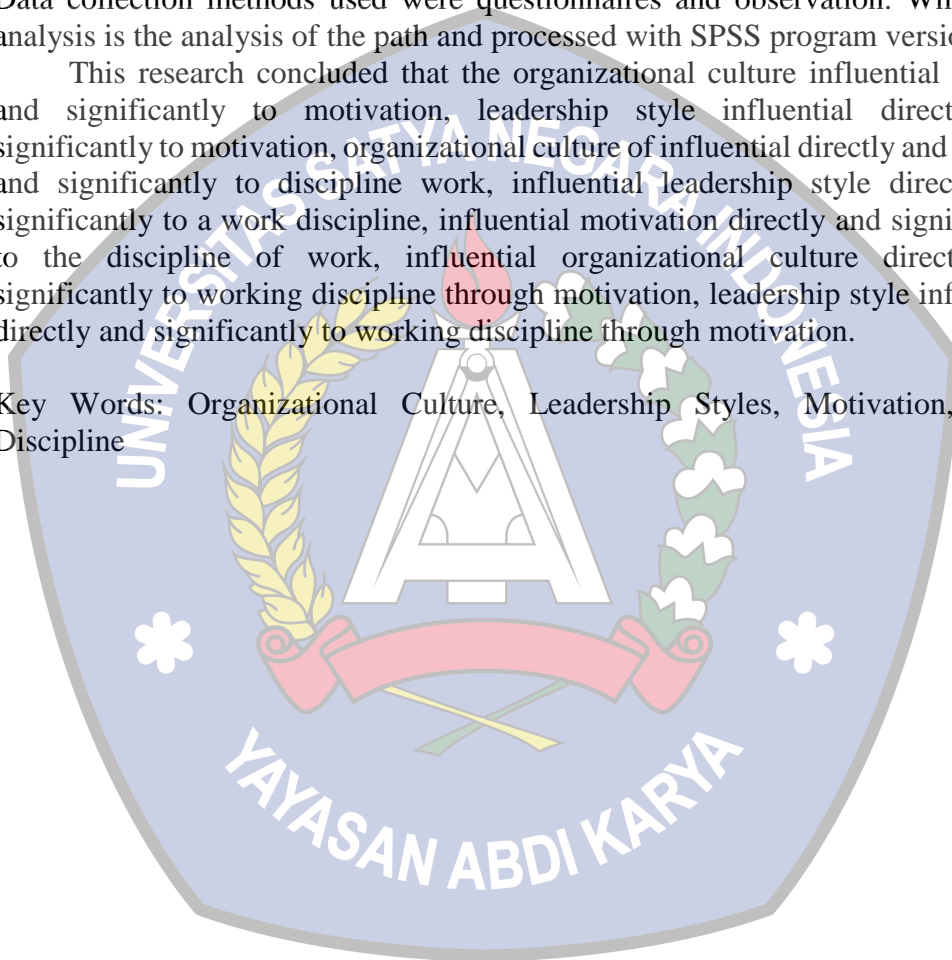 Data collection methods used were questionnaires and observation. Whi
analysis is the analysis of the path and processed with SPSS program versio
This research concluded that the organizational culture influential
and significantly to motivation, leadership style influential direct
significantly to motivation, organizational culture of influential directly and
and significantly to discipline work, influential leadership style direc
significantly to a work discipline, influential motivation directly and signi
to the discipline of work, influential organizational culture direct
significantly to working discipline through motivation, leadership style inf
directly and significantly to working discipline through motivation.
Key Words: Organizational Culture, Leadership Styles, Motivation,
Discipline
UNIVERSITAS SATYA NEGARA INDONESIA
YAYASAN ABDI KARYA